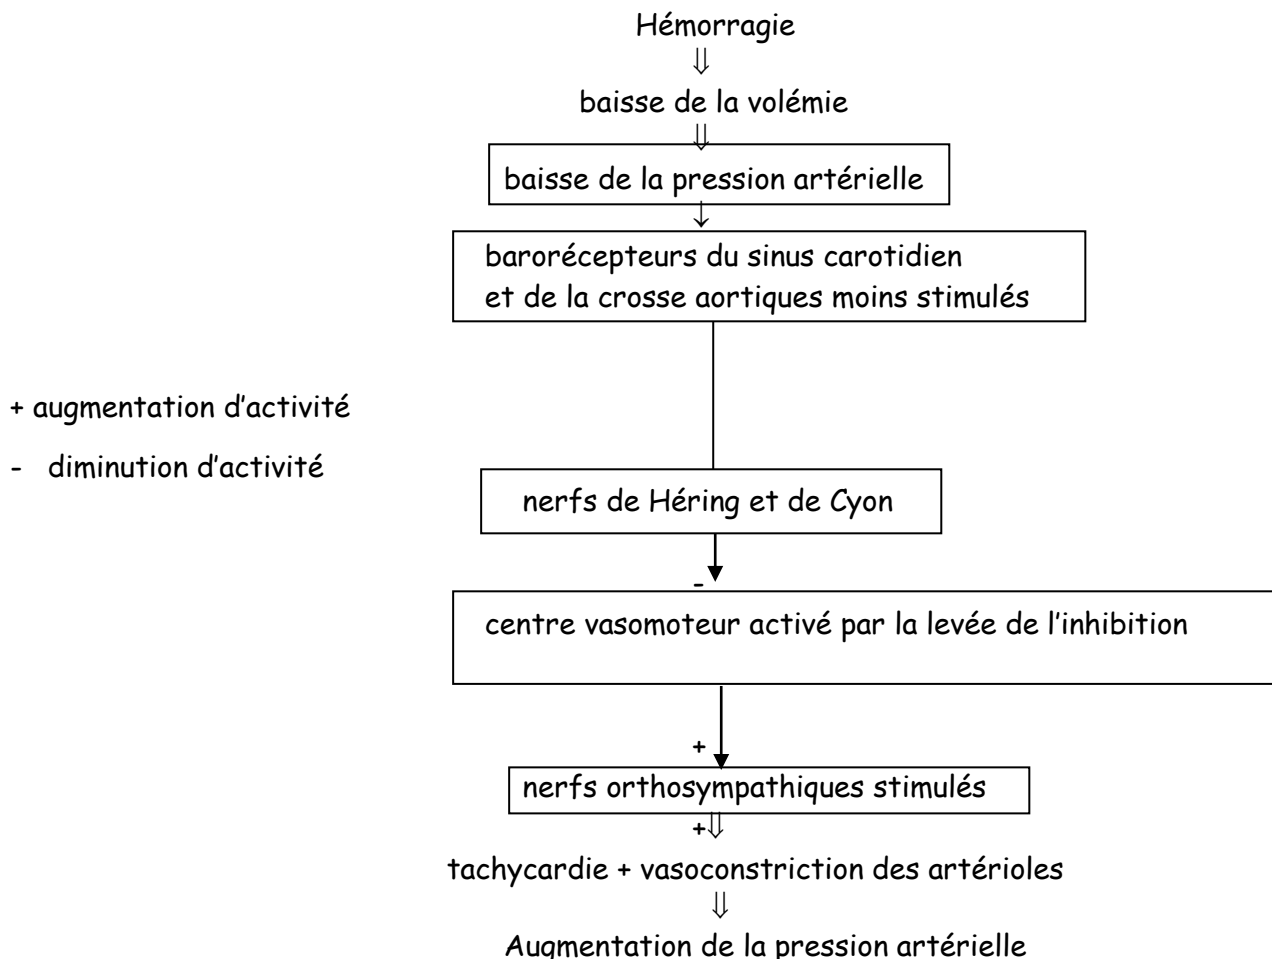 Hémorragie
⇓
baisse de la volémie
⇓
baisse de la pression artérielle
↓
barorécepteurs du sinus carotidien
et de la crosse aortiques moins stimulés
+ augmentation d’activité
- diminution d’activité
nerfs de Héring et de Cyon
-
centre vasomoteur activé par la levée de l’inhibition
+
nerfs orthosympathiques stimulés
+⇓
tachycardie + vasoconstriction des artérioles
⇓
Augmentation de la pression artérielle